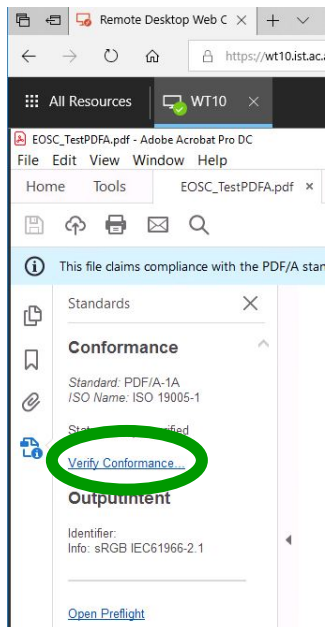 Remote Desktop Web C
https://wt10.ist.ac.a
All Resources
WT10
EOSC_TestPDFA.pdf - Adobe Acrobat Pro DC
File Edit View Window Help
Home Tools EOSC_TestPDFA.pdf
This file claims compliance with the PDF/A stan
Standards
Conformance
Standard: PDF/A-1A
ISO Name: ISO 19005-1
Verify Conformance...
OutputIntent
Identifier:
Info: sRGB IEC61966-2.1
Open Preflight